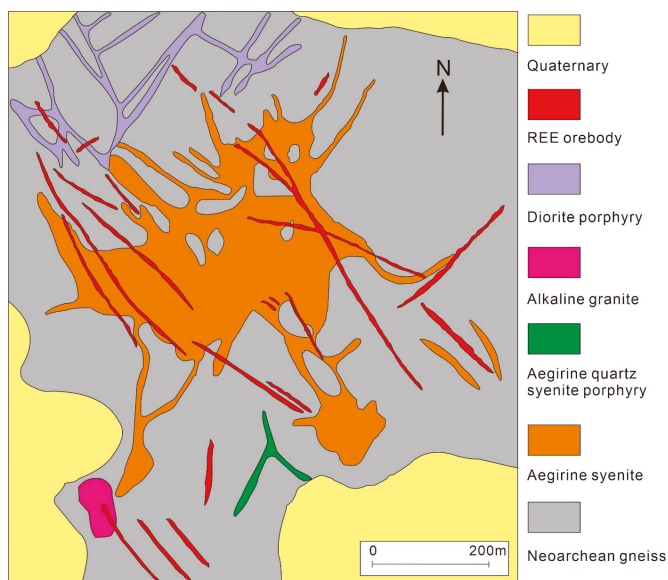 N
0 200m
Quaternary
REE orebody
Diorite porphyry
Alkaline granite
Aegirine quartz
syenite porphyry
Aegirine syenite
Neoarchean gneiss